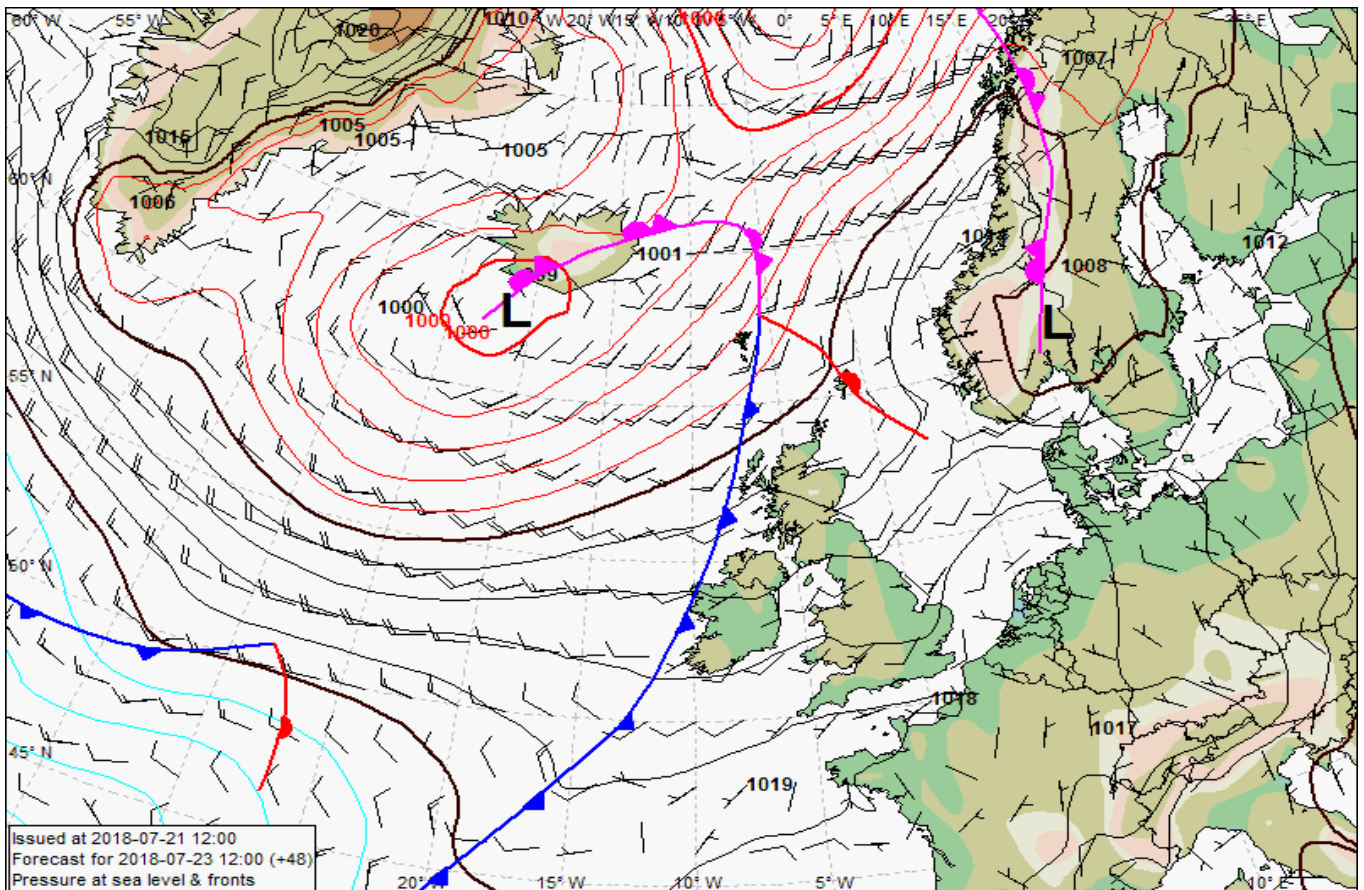 60° W 55° W 1010 W 20° W 15° W 10° W 5° W 0° 5° E 10° E 15° E 20° 25° E
1020 1000
1007
1015 1005
1005 1005
60° N
1006
1012
1001
1008
1000
1000
1000
L
L
55° N
50° N
1018
1017
45° N
1019
Issued at 2018-07-21 12:00
Forecast for 2018-07-23 12:00 (+48)
Pressure at sea level & fronts
20° 15° W 10° W 5° W 10° E